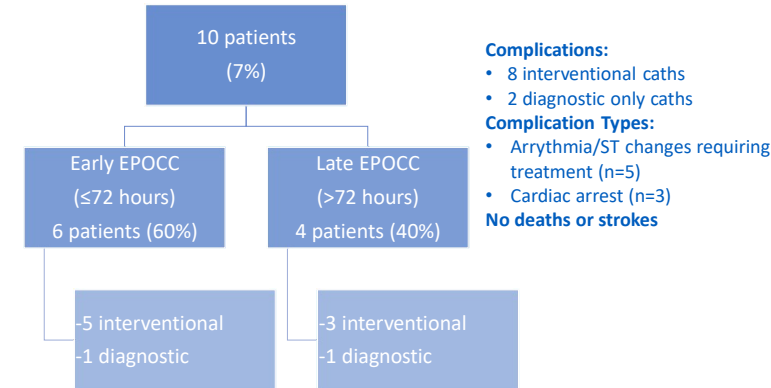 10 patients
(7%)
Early EPOCC
(≤72 hours)
6 patients (60%)
Late EPOCC
(>72 hours)
4 patients (40%)
-5 interventional
-1 diagnostic
-3 interventional
-1 diagnostic
Complications:
• 8 interventional caths
• 2 diagnostic only caths
Complication Types:
• Arrythmia/ST changes requiring
treatment (n=5)
• Cardiac arrest (n=3)
No deaths or strokes